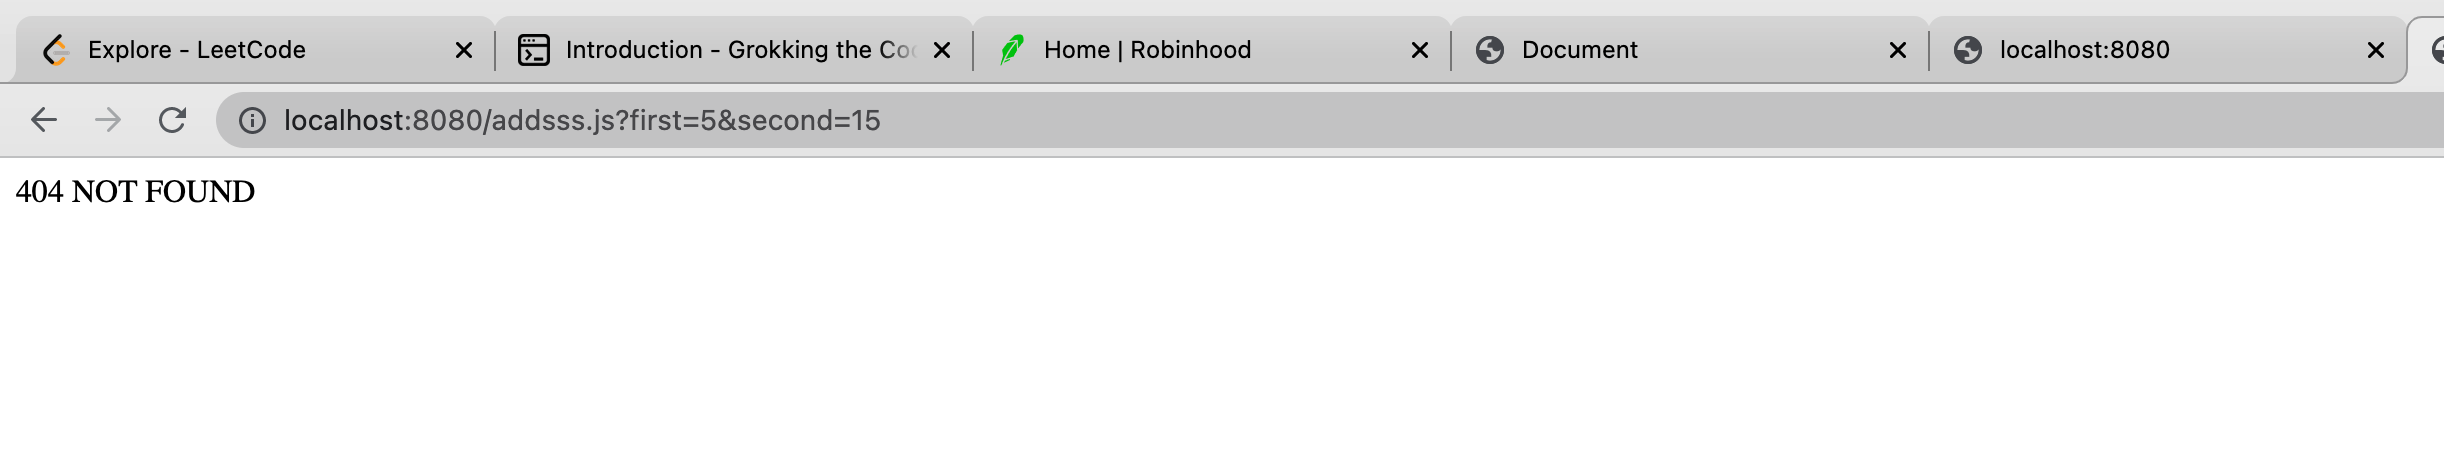 Explore - LeetCode
Introduction - Grokking the Co
Home | Robinhood
Document
localhost:8080
localhost:8080/addsss.js?first=5&second=15
404 NOT FOUND